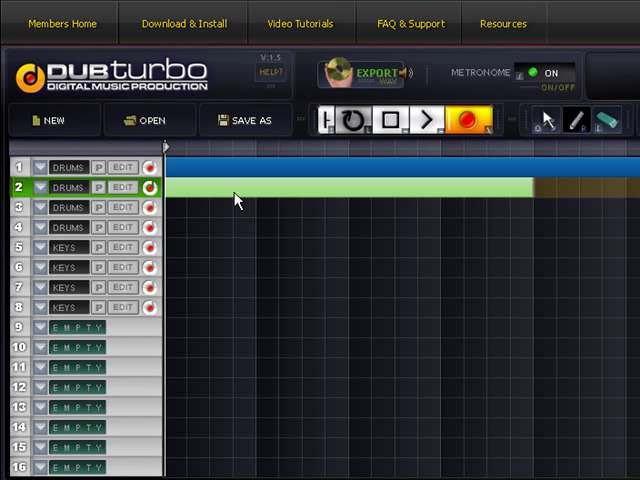 Members Home Download & Install Video Tutorials FAQ & Support Resources
V:1.5
DUBturbo
DIGITAL MUSIC PRODUCTION
HELP?
EXPORT
WAV
METRONOME ON
ON/OFF
NEW OPEN SAVE AS
1 DRUMS P EDIT
2 DRUMS P EDIT
3 DRUMS P EDIT
4 DRUMS P EDIT
5 KEYS P EDIT
6 KEYS P EDIT
7 KEYS P EDIT
8 KEYS P EDIT
9 EMPTY
10 EMPTY
11 EMPTY
12 EMPTY
13 EMPTY
14 EMPTY
15 EMPTY
16 EMPTY